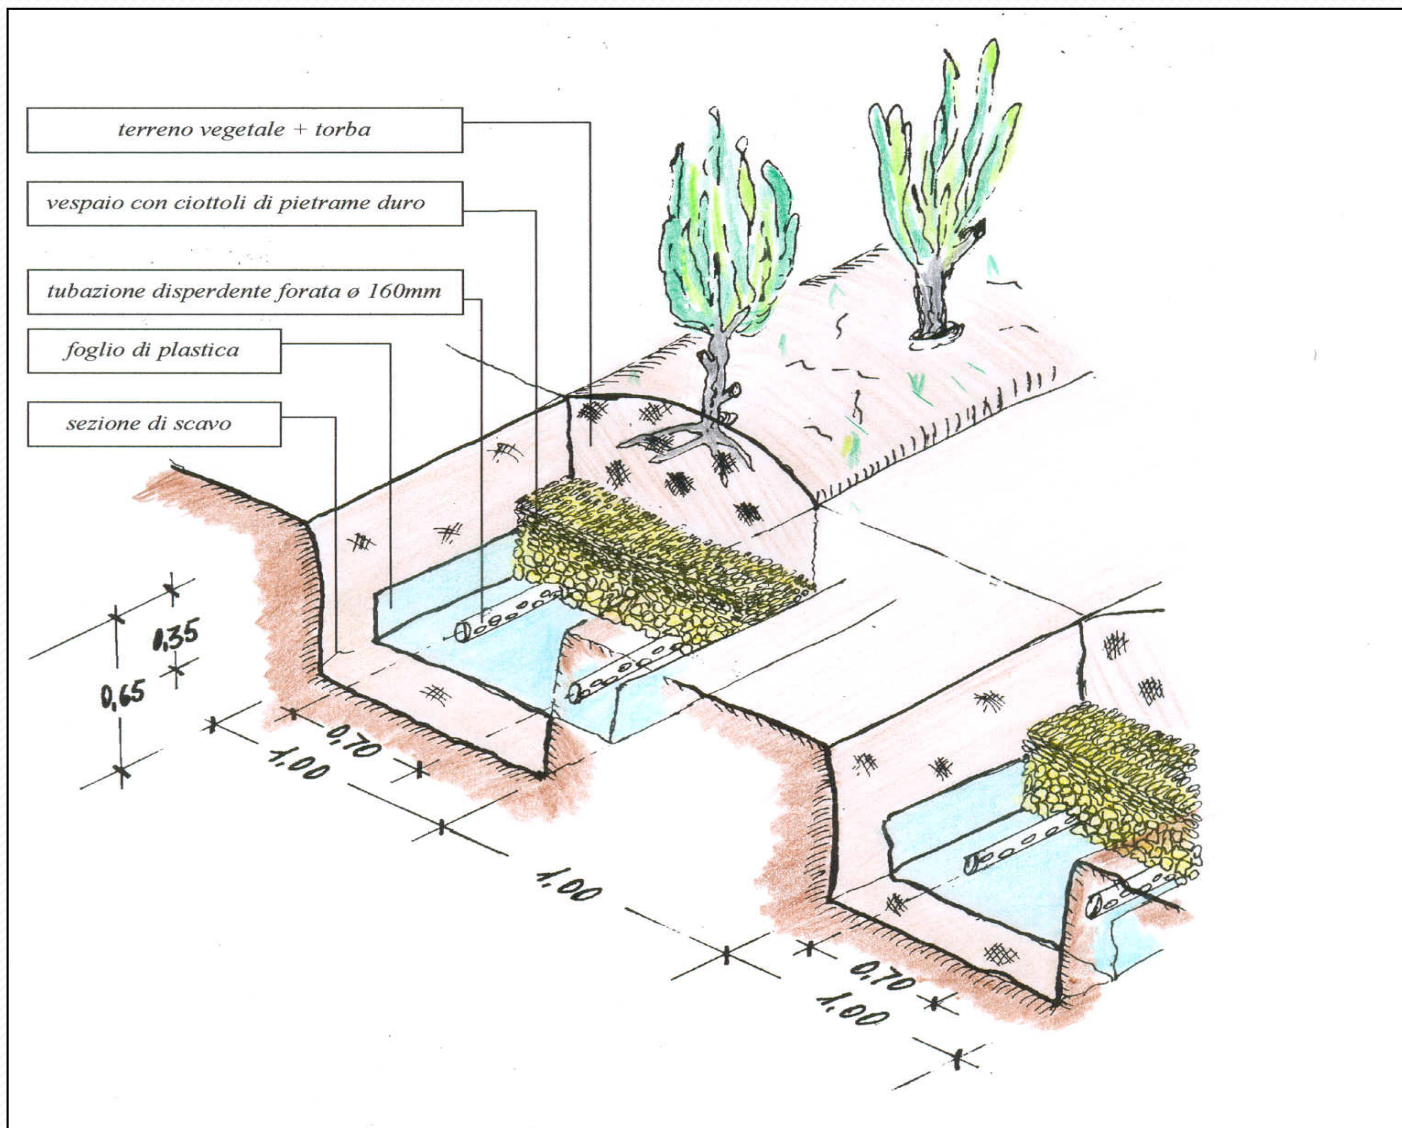 terreno vegetale + torba
vespaio con ciottoli di pietrame duro
tubazione disperdente forata ø 160mm
foglio di plastica
sezione di scavo
0,35
0,65
0,70
1,00
1,00
0,70
1,00